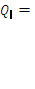 Q₁ =